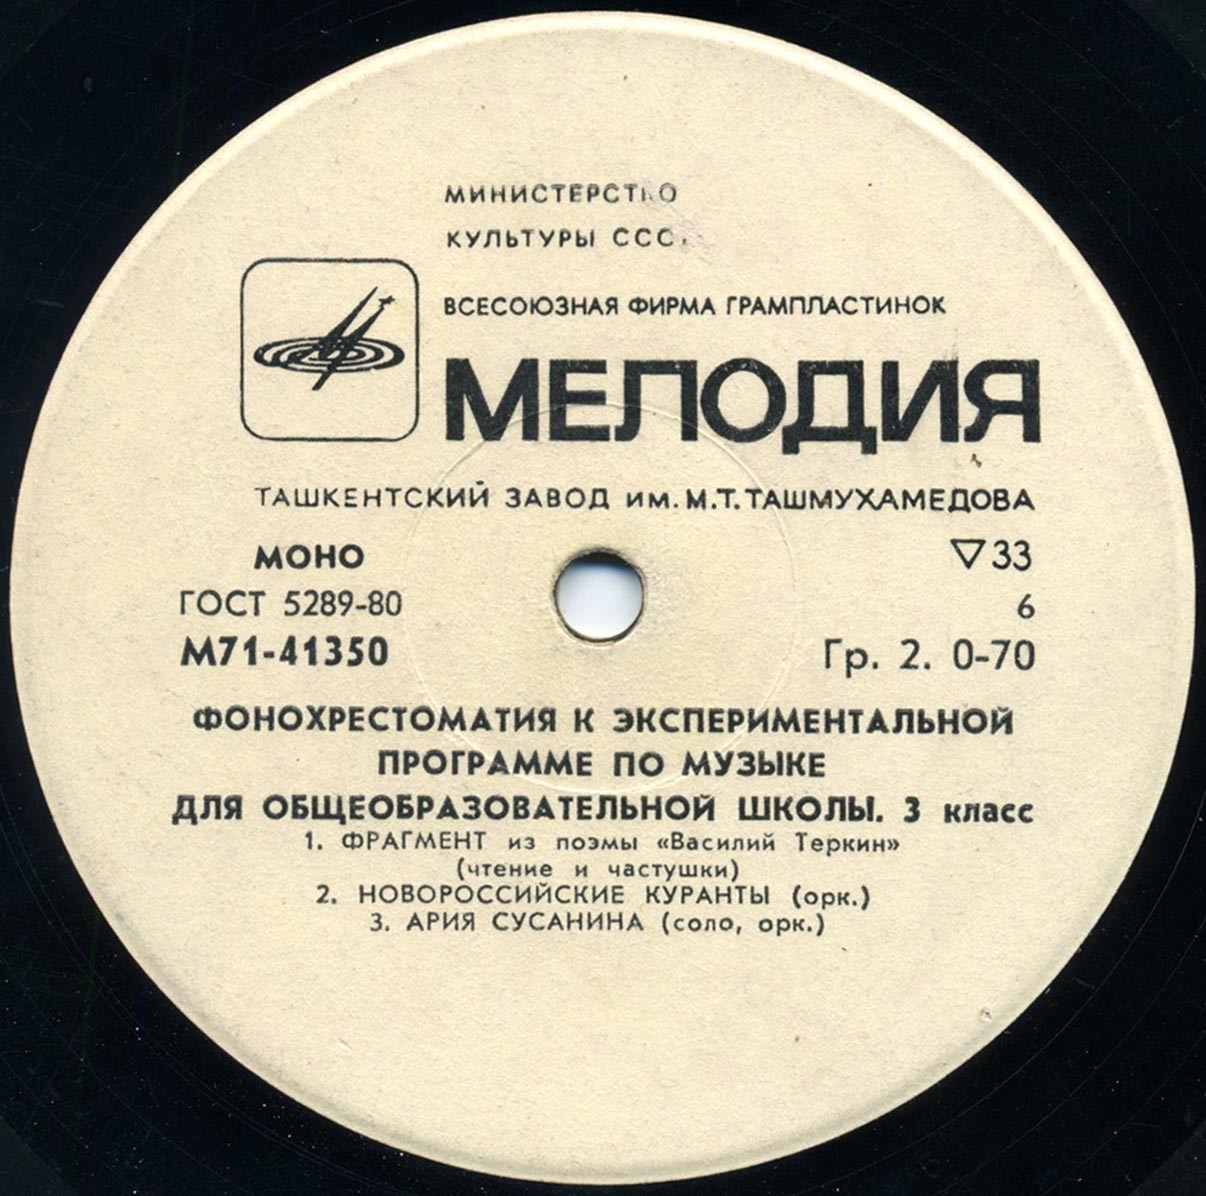 МИНИСТЕРСТВО
КУЛЬТУРЫ СССР
ВСЕСОЮЗНАЯ ФИРМА ГРАМПЛАСТИНОК
МЕЛОДИЯ
ТАШКЕНТСКИЙ ЗАВОД ИМ. М.Т. ТАШМУХАМЕДОВА
МОНО ▽33
ГОСТ 5289-80 6
М71-41350 Гр. 2. 0-70
ФОНОХРЕСТОМАТИЯ К ЭКСПЕРИМЕНТАЛЬНОЙ
ПРОГРАММЕ ПО МУЗЫКЕ
ДЛЯ ОБЩЕОБРАЗОВАТЕЛЬНОЙ ШКОЛЫ. 3 класс
1. ФРАГМЕНТ из поэмы «Василий Теркин»
(чтение и частушки)
2. НОВОРОССИЙСКИЕ КУРАНТЫ (орк.)
3. АРИЯ СУСАНИНА (соло, орк.)